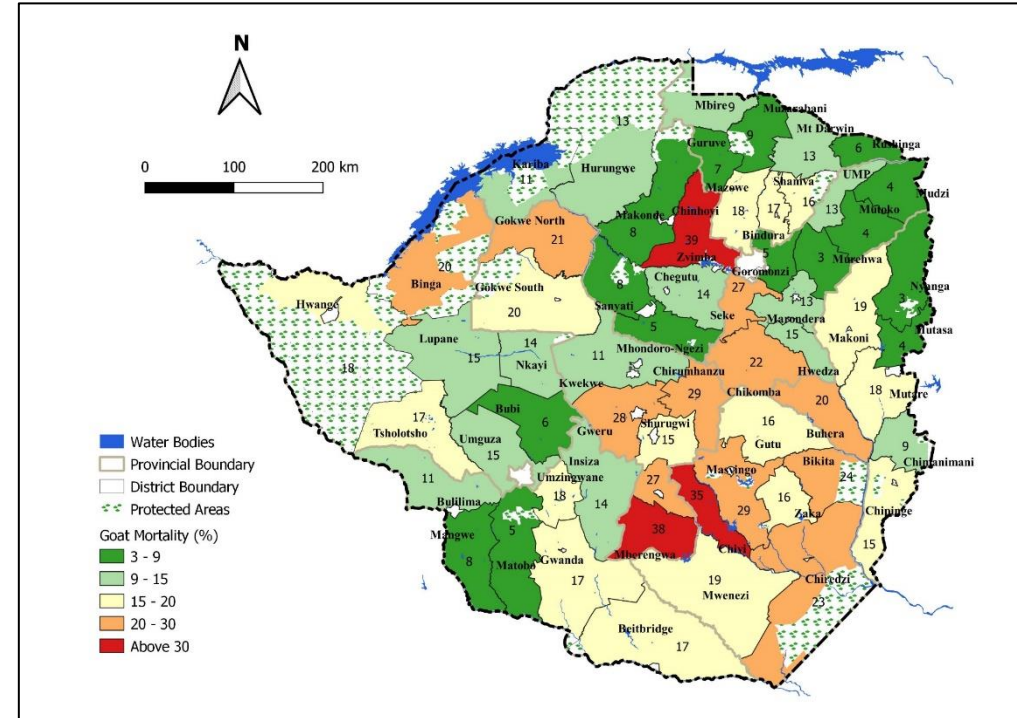 N
0 100 200 km
13
Mbire 9
Muzarabani
9
Mt Darwin
13
Rushinga
6
Guruve
7
Kariba
11
Hurungwe
UMP
13
Mudzi
4
Mutoko
4
Mazowe
18
Shamva
17
16
Bindura
5
Makonde
8
Chinhoyi
39
Zvimba
Gokwe North
21
Murehwa
3
Goromonzi
27
Nyanga
3
20
Binga
Gokwe South
20
8
Sanyati
Chegutu
14
Seke
13
Marondera
15
19
Makoni
Mutasa
4
Hwange
18
Lupane
15
14
Nkayi
5
Mhondoro-Ngezi
11
Kwekwe
Chirumhanzu
29
22
Chikomba
Hwedza
20
Buhera
18
Mutare
17
Tsholotsho
Bubi
6
Umguza
15
Gweru
28
Shurugwi
15
16
Gutu
9
Chimanimani
11
Bulilima
Insiza
14
Umzingwane
18
27
35
Masvingo
29
Bikita
24
16
Zaka
Chipinge
15
Mangwe
8
5
Matobo
Gwanda
17
38
Mberengwa
Chivi
19
Mwenezi
Chiredzi
23
Beitbridge
17
Water Bodies
Provincial Boundary
District Boundary
Protected Areas
Goat Mortality (%)
3 - 9
9 - 15
15 - 20
20 - 30
Above 30